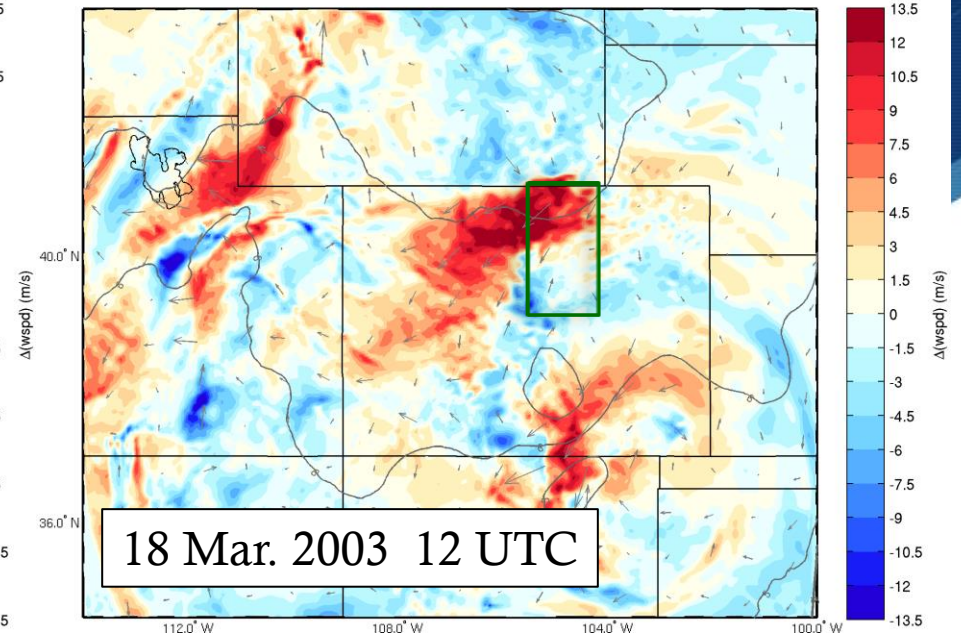 40.0° N
36.0° N
112.0° W
108.0° W
104.0° W
100.0° W
18 Mar. 2003 12 UTC
Δ(wspd) (m/s)
13.5
12
10.5
9
7.5
6
4.5
3
1.5
0
-1.5
-3
-4.5
-6
-7.5
-9
-10.5
-12
-13.5
Δ(wspd) (m/s)